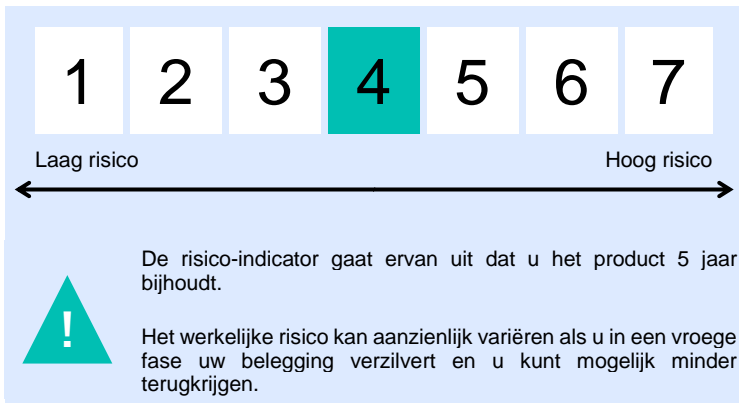 1 2 3 4 5 6 7
Laag risico Hoog risico
De risico-indicator gaat ervan uit dat u het product 5 jaar
bijhoudt.
!
Het werkelijke risico kan aanzienlijk variëren als u in een vroege
fase uw belegging verzilvert en u kunt mogelijk minder
terugkrijgen.